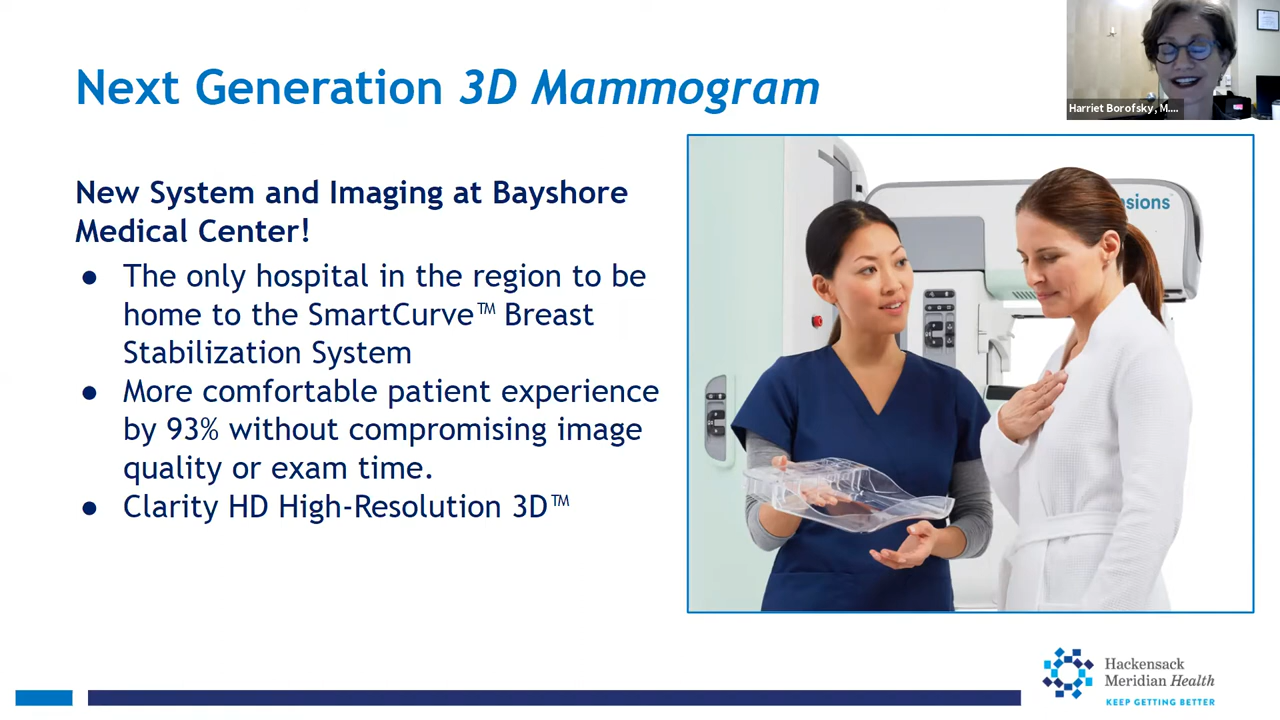 Next Generation 3D Mammogram
Harriet Borofsky, M....
New System and Imaging at Bayshore
Medical Center!
● The only hospital in the region to be
home to the SmartCurve™ Breast
Stabilization System
● More comfortable patient experience
by 93% without compromising image
quality or exam time.
● Clarity HD High-Resolution 3D™
nsions™
Hackensack
Meridian Health
KEEP GETTING BETTER